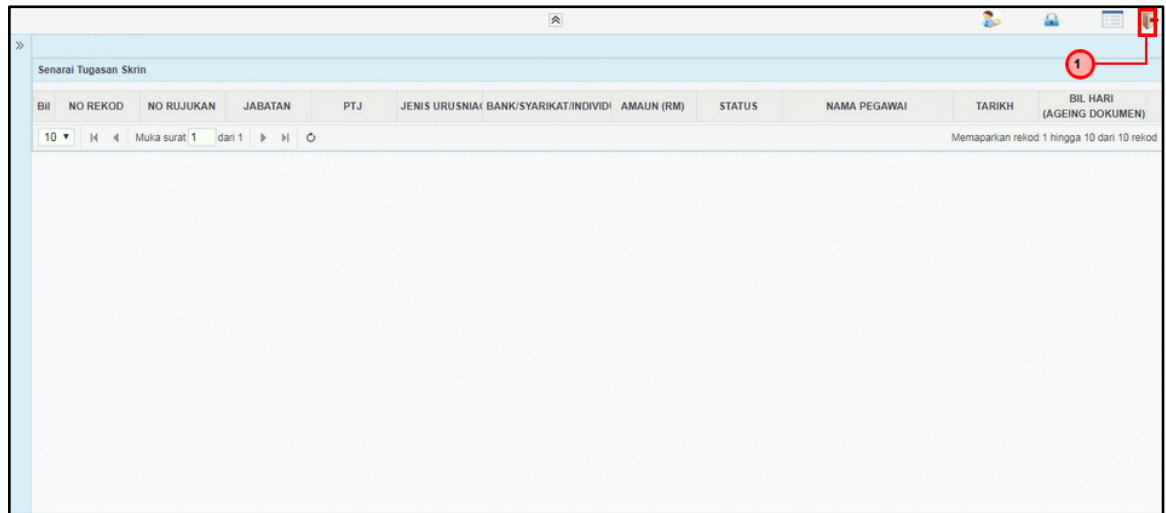 1
Senarai Tugasan Skrin
Bil NO REKOD NO RUJUKAN JABATAN PTJ JENIS URUSNIA( BANK/SYARIKAT/INDIVIDI AMAUN (RM) STATUS NAMA PEGAWAI TARIKH BIL HARI
(AGEING DOKUMEN)
10 Muka surat 1 dari 1 Memaparkan rekod 1 hingga 10 dari 10 rekod